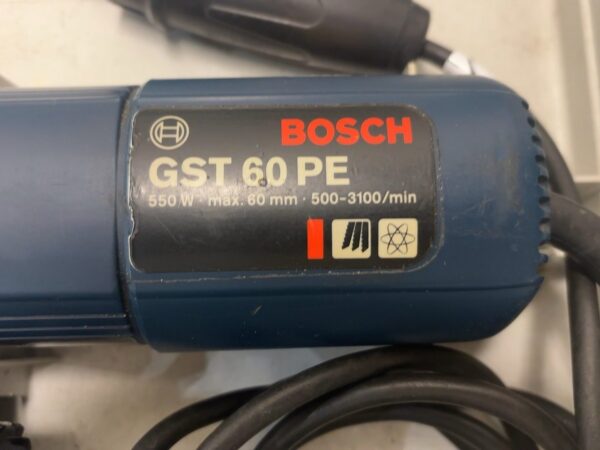 BOSCH
GST 60 PE
550 W · max. 60 mm · 500-3100/min